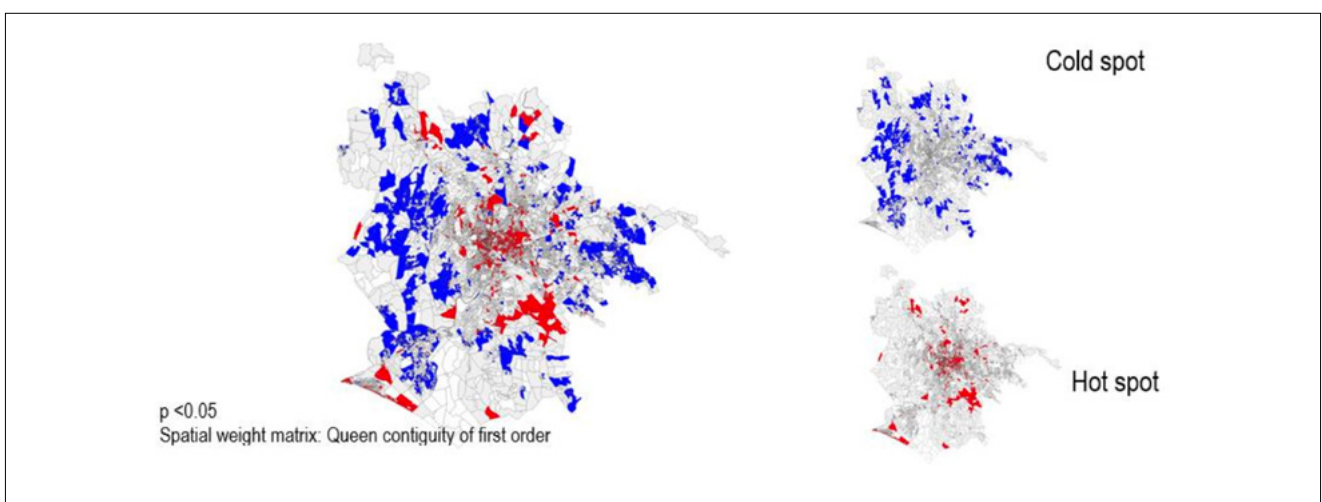 Cold spot
Hot spot
p <0.05
Spatial weight matrix: Queen contiguity of first order